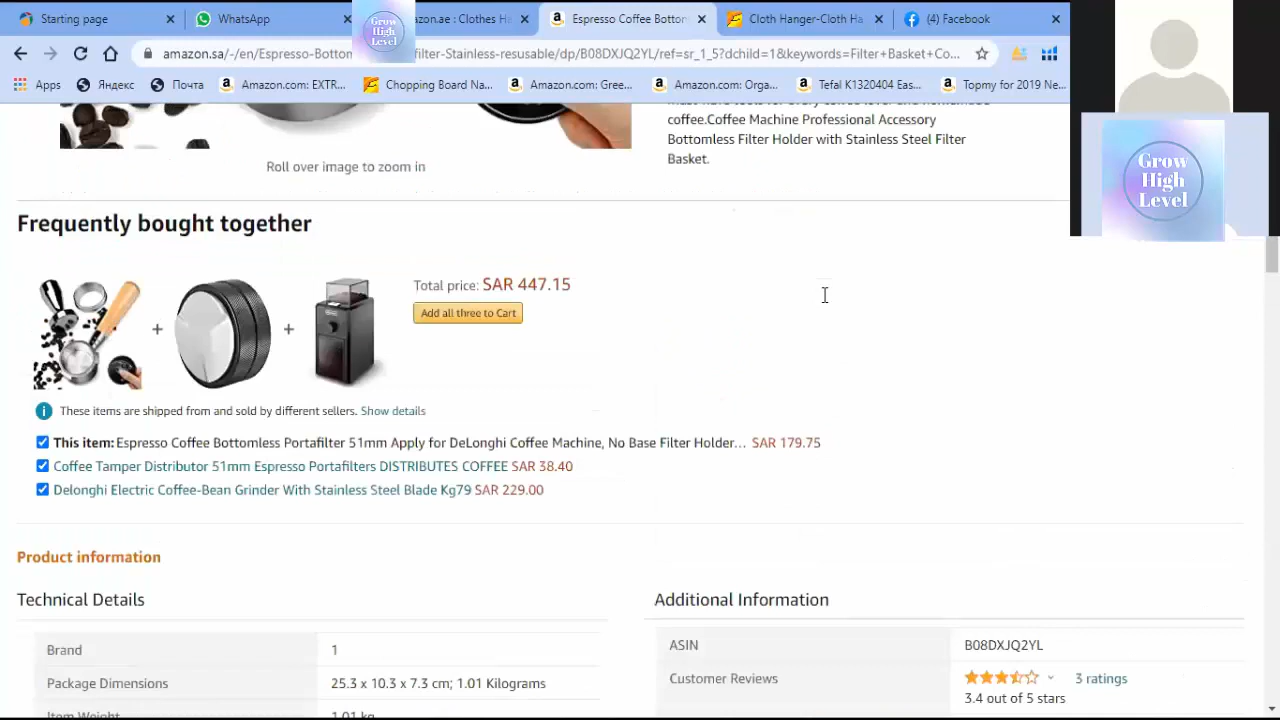 Starting page
WhatsApp
zon.ae : Clothes H
Espresso Coffee Bottom
Cloth Hanger-Cloth Ha
(4) Facebook
amazon.sa/-/en/Espresso-Bottom
filter-Stainless-resusable/dp/B08DXJQ2YL/ref=sr_1_5?dchild=1&keywords=Filter+Basket+Co...
Apps
Яндекс
Почта
Amazon.com: EXTR...
Chopping Board Na...
Amazon.com: Gree...
Amazon.com: Orga...
Tefal K1320404 Eas...
Topmy for 2019 Ne...
Grow
High
Level
Grow
High
Level
coffee.Coffee Machine Professional Accessory
Bottomless Filter Holder with Stainless Steel Filter
Basket.
Roll over image to zoom in
Frequently bought together
+
+
Total price: SAR 447.15
Add all three to Cart
These items are shipped from and sold by different sellers. Show details
This item: Espresso Coffee Bottomless Portafilter 51mm Apply for DeLonghi Coffee Machine, No Base Filter Holder... SAR 179.75
Coffee Tamper Distributor 51mm Espresso Portafilters DISTRIBUTES COFFEE SAR 38.40
Delonghi Electric Coffee-Bean Grinder With Stainless Steel Blade Kg79 SAR 229.00
Product information
Technical Details
Brand 1
Package Dimensions 25.3 x 10.3 x 7.3 cm; 1.01 Kilograms
Item Weight 1.01 kg
Additional Information
ASIN B08DXJQ2YL
Customer Reviews 3 ratings
3.4 out of 5 stars